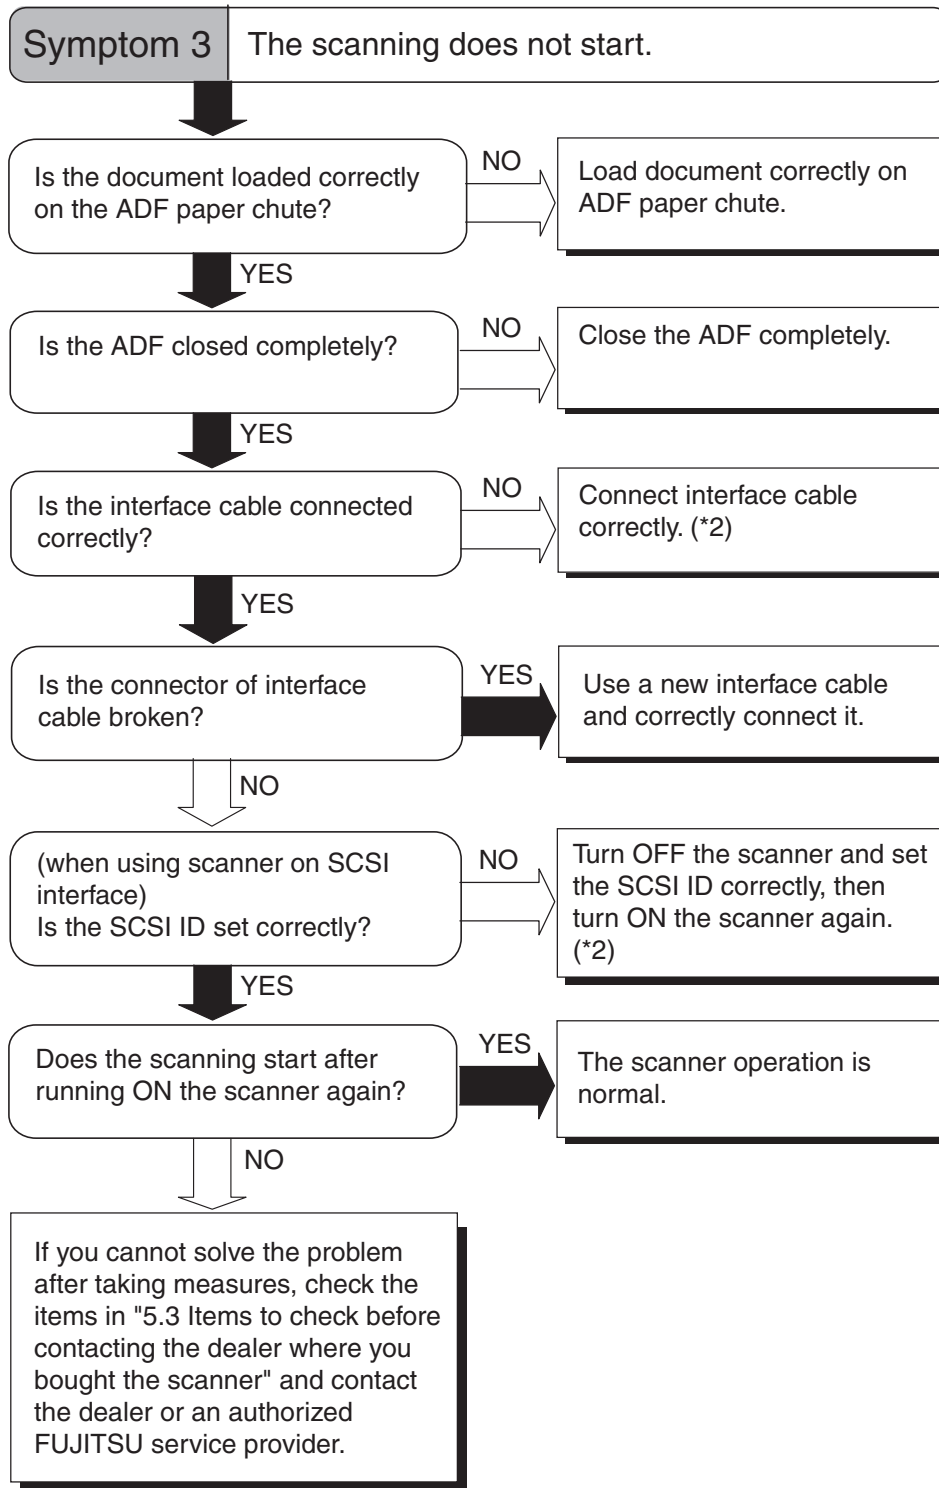 Symptom 3
The scanning does not start.
Is the document loaded correctly
on the ADF paper chute?
NO
Load document correctly on
ADF paper chute.
YES
Is the ADF closed completely?
NO
Close the ADF completely.
YES
Is the interface cable connected
correctly?
NO
Connect interface cable
correctly. (*2)
YES
Is the connector of interface
cable broken?
YES
Use a new interface cable
and correctly connect it.
NO
(when using scanner on SCSI
interface)
Is the SCSI ID set correctly?
NO
Turn OFF the scanner and set
the SCSI ID correctly, then
turn ON the scanner again.
(*2)
YES
Does the scanning start after
running ON the scanner again?
YES
The scanner operation is
normal.
NO
If you cannot solve the problem
after taking measures, check the
items in "5.3 Items to check before
contacting the dealer where you
bought the scanner" and contact
the dealer or an authorized
FUJITSU service provider.